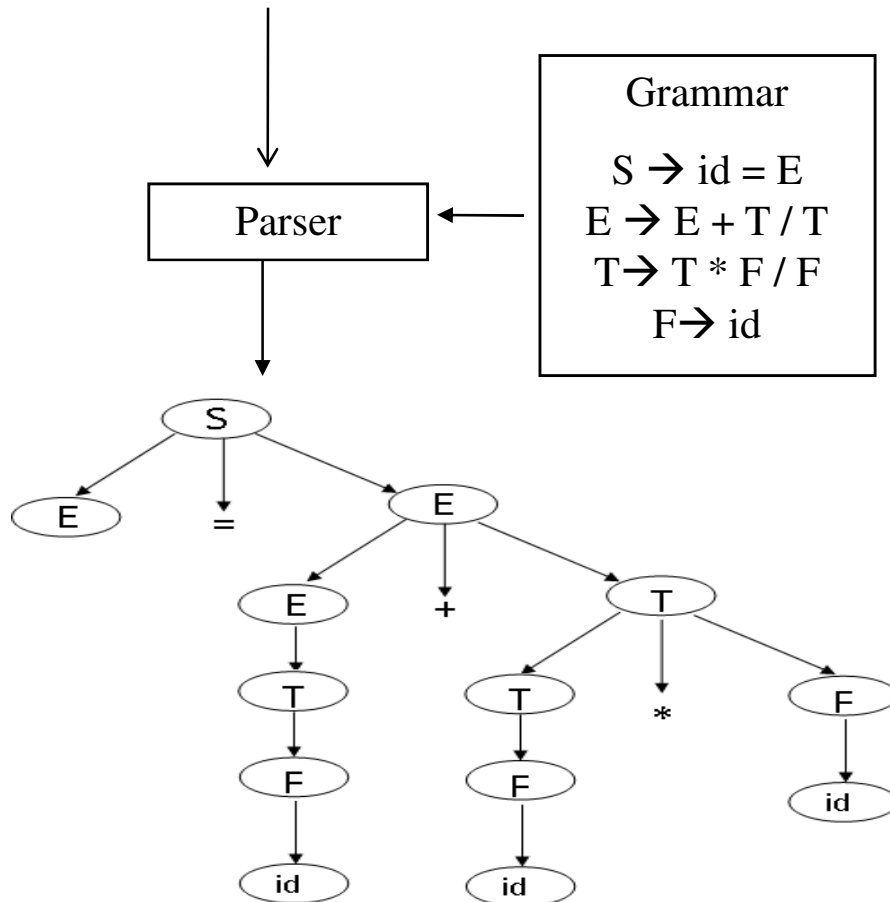 Grammar
S → id = E
E → E + T / T
T→ T * F / F
F→ id
Parser
S
E = E
E + T
T T * F
F F id
id id